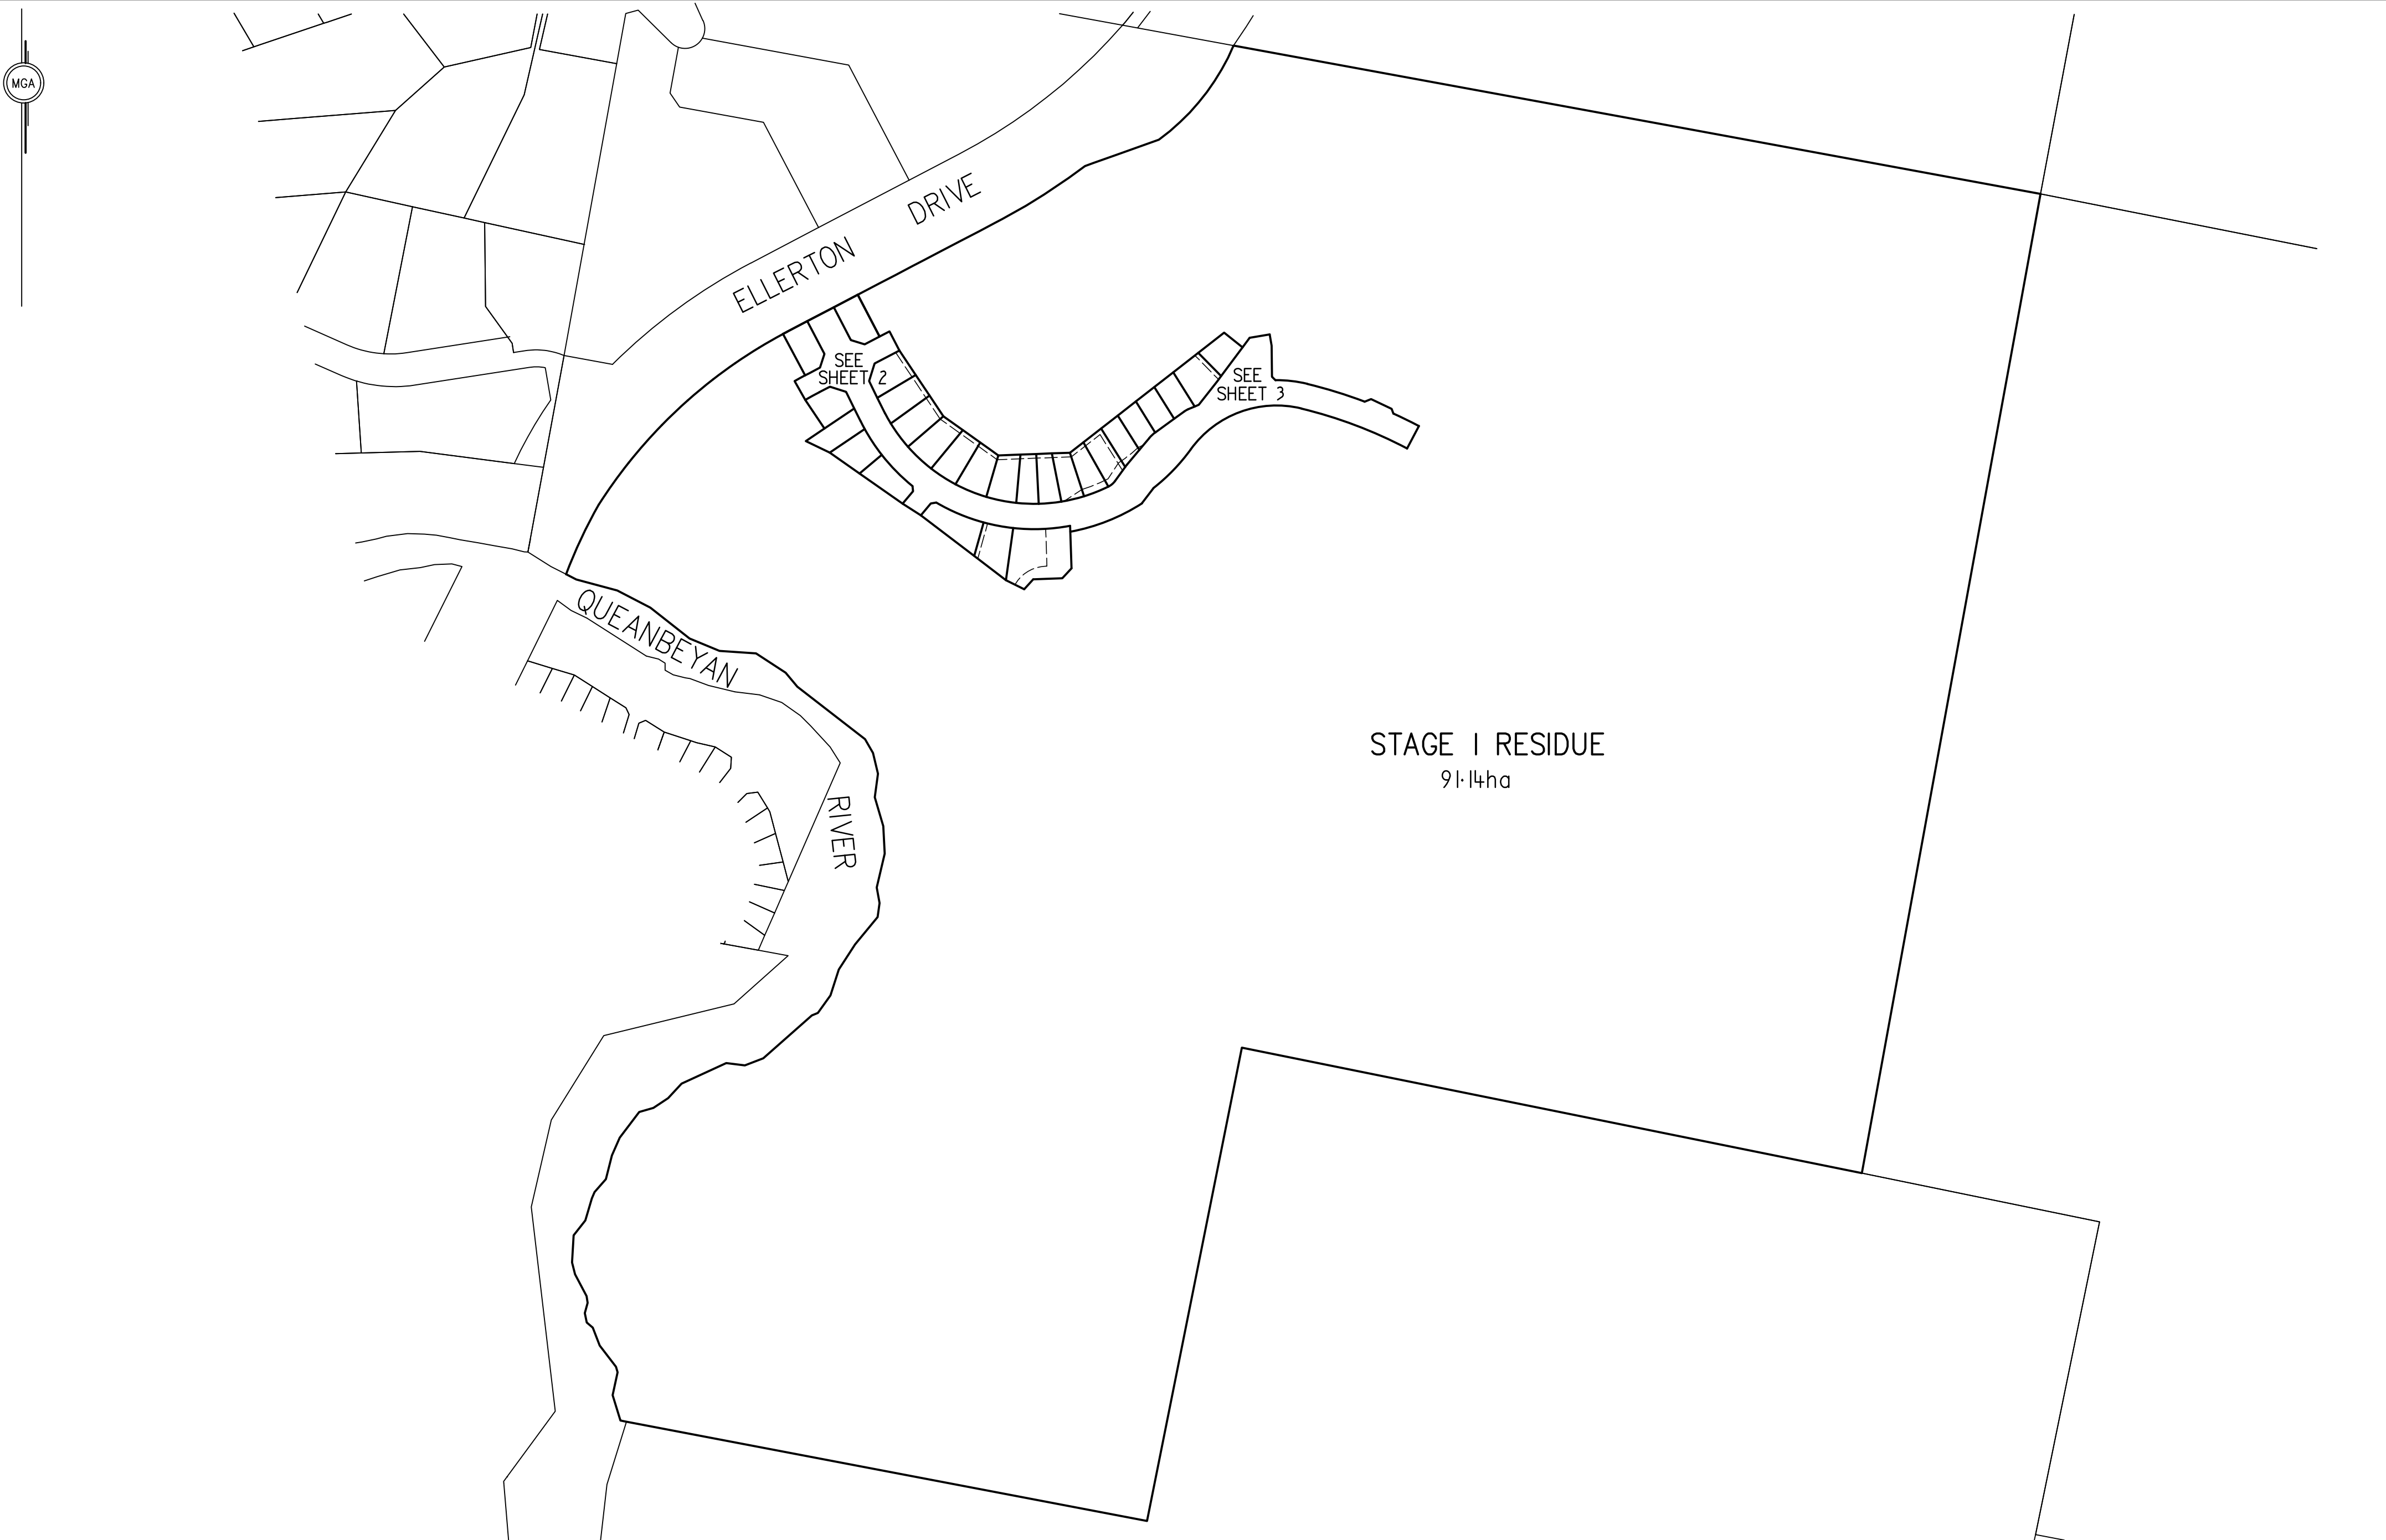 MGA
ELLERTON DRIVE
SEE
SHEET 2
SEE
SHEET 3
QUEANBEYAN
RIVER
STAGE 1 RESIDUE
91·14ha